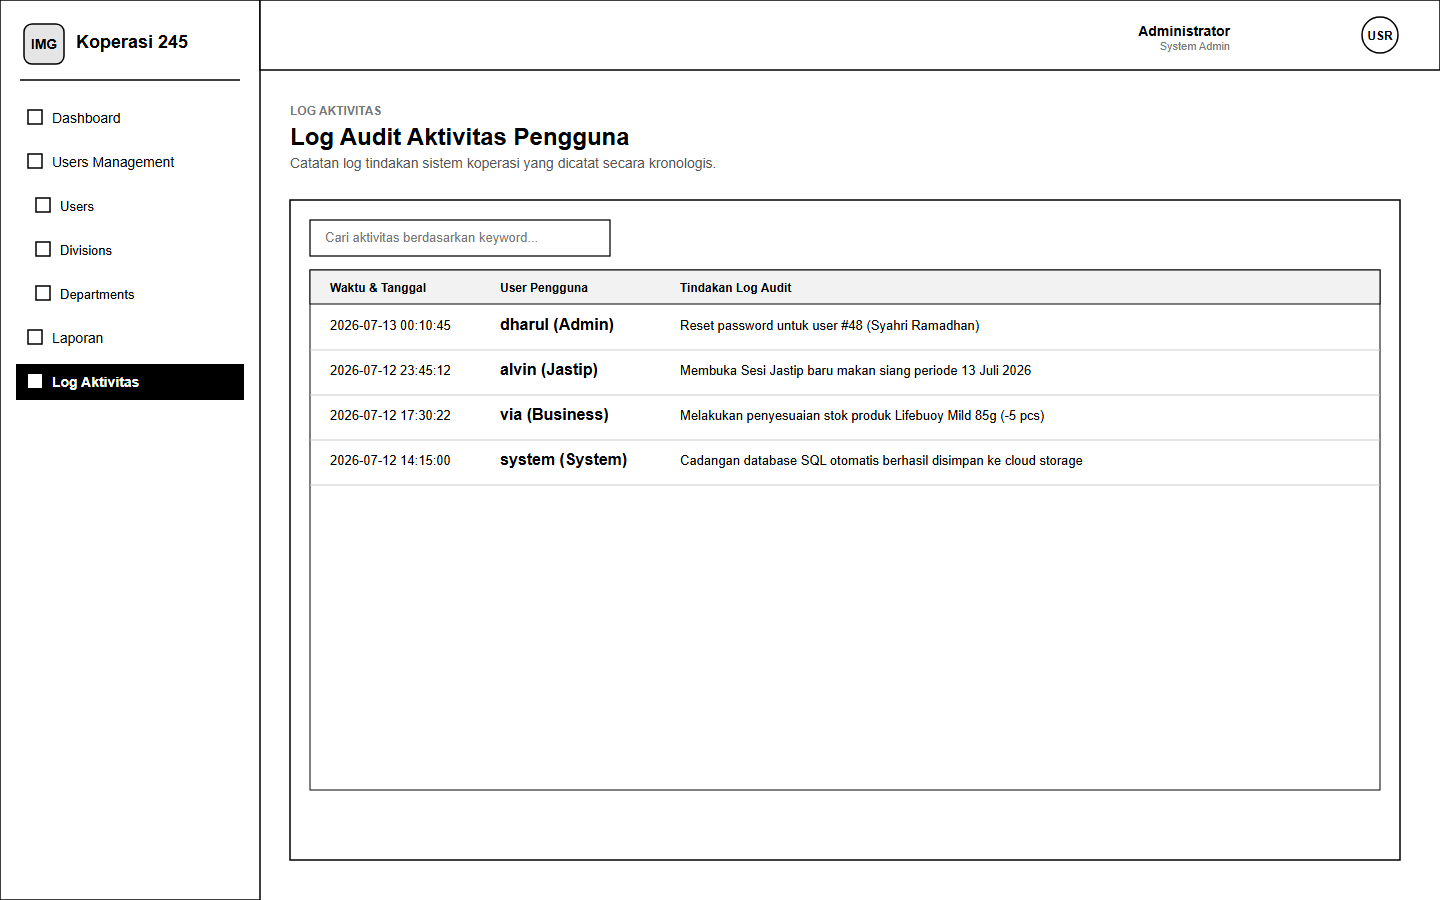 IMG Koperasi 245
Administrator
System Admin
USR
Dashboard
Users Management
Users
Divisions
Departments
Laporan
Log Aktivitas
LOG AKTIVITAS
Log Audit Aktivitas Pengguna
Catatan log tindakan sistem koperasi yang dicatat secara kronologis.
Cari aktivitas berdasarkan keyword...
Waktu & Tanggal User Pengguna Tindakan Log Audit
2026-07-13 00:10:45 dharul (Admin) Reset password untuk user #48 (Syahri Ramadhan)
2026-07-12 23:45:12 alvin (Jastip) Membuka Sesi Jastip baru makan siang periode 13 Juli 2026
2026-07-12 17:30:22 via (Business) Melakukan penyesuaian stok produk Lifebuoy Mild 85g (-5 pcs)
2026-07-12 14:15:00 system (System) Cadangan database SQL otomatis berhasil disimpan ke cloud storage